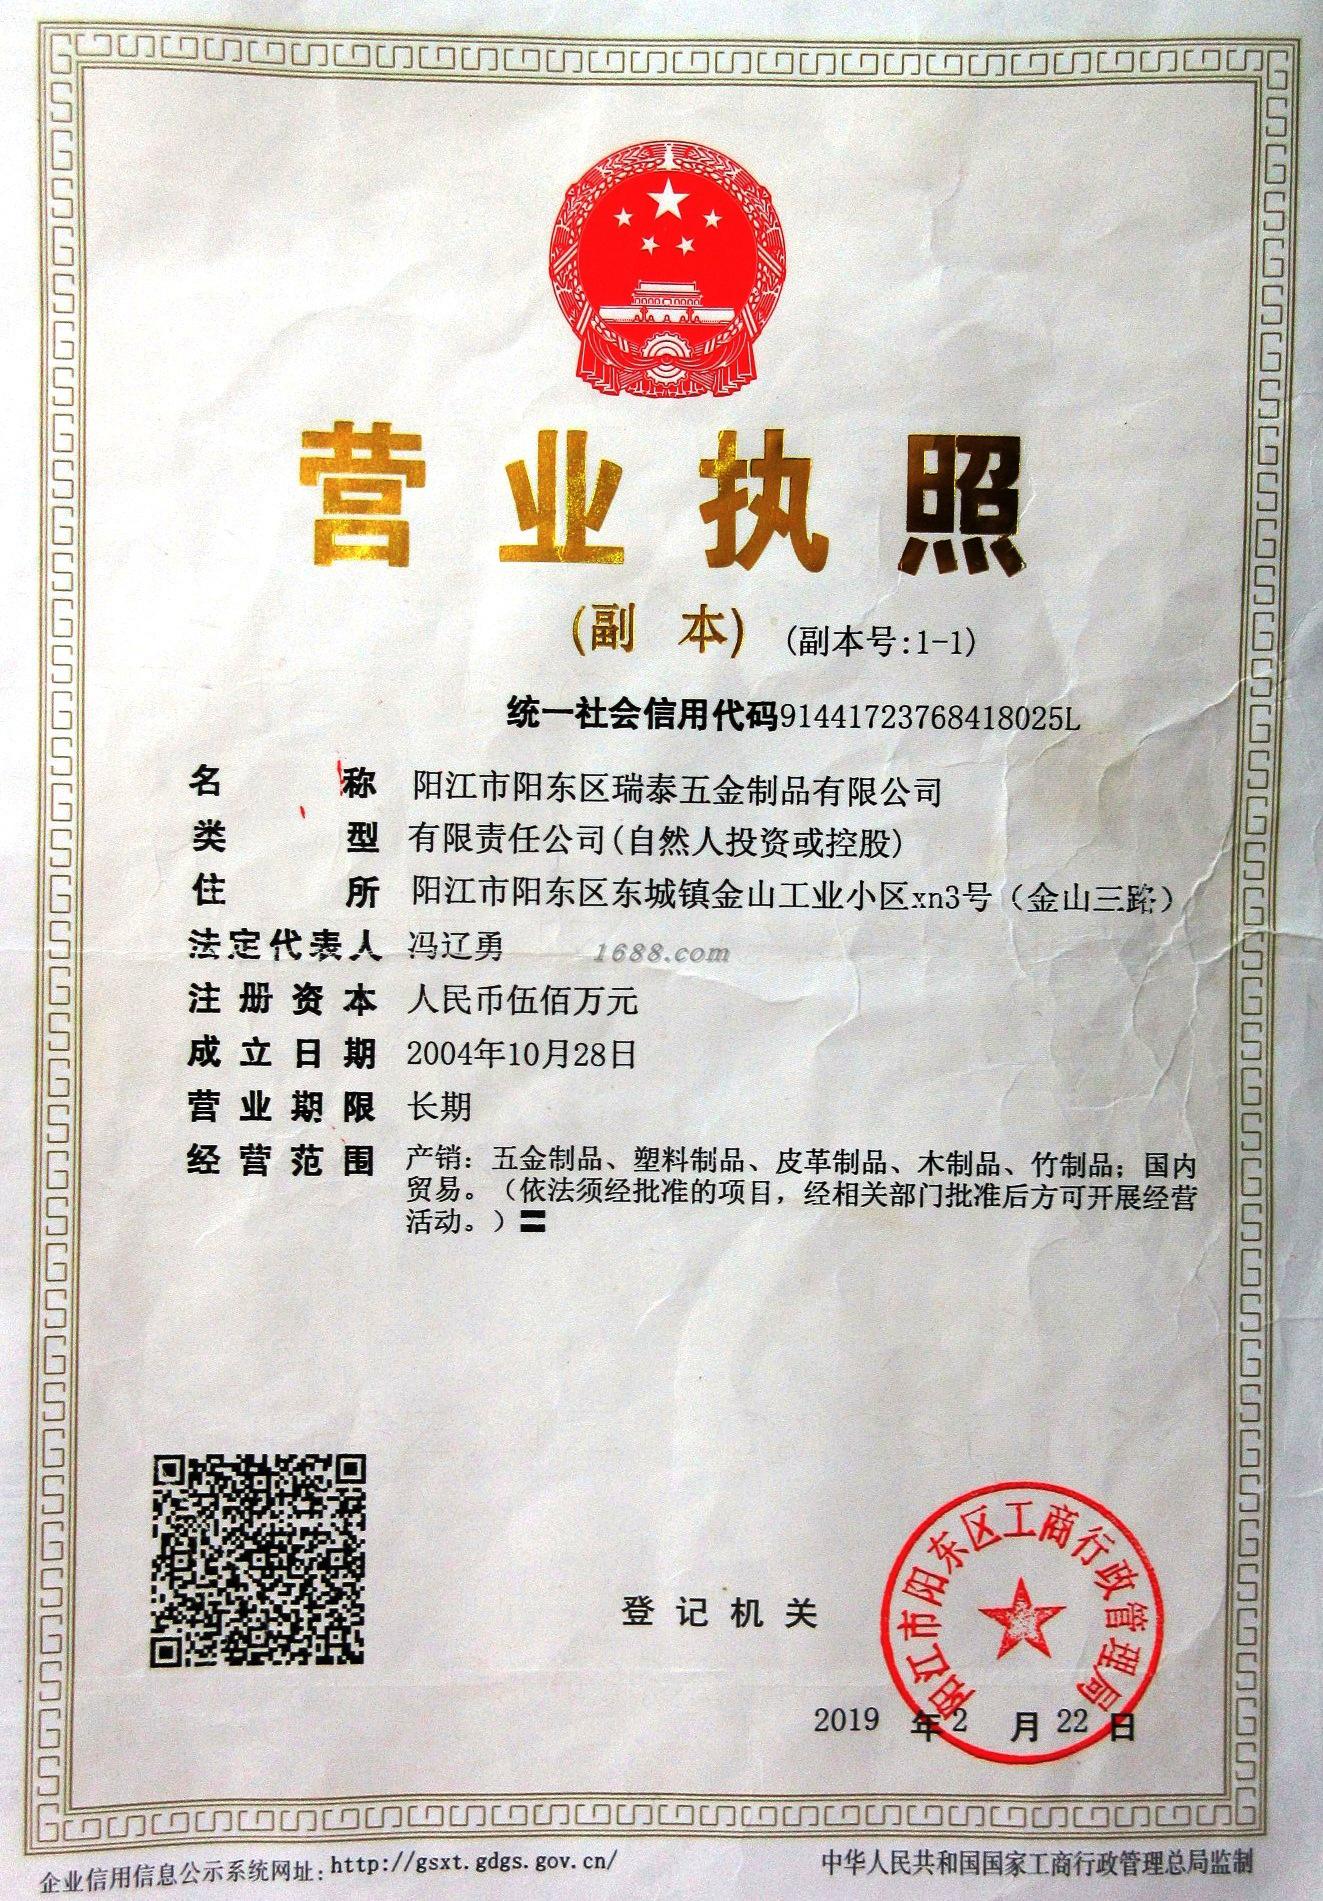 营业执照
(副 本) (副本号:1-1)
统一社会信用代码91441723768418025L
名 称 阳江市阳东区瑞泰五金制品有限公司
类 型 有限责任公司(自然人投资或控股)
住 所 阳江市阳东区东城镇金山工业小区xn3号（金山三路）
法定代表人 冯辽勇
1688.com
注册资本 人民币伍佰万元
成立日期 2004年10月28日
营业期限 长期
经营范围 产销：五金制品、塑料制品、皮革制品、木制品、竹制品；国内
贸易。（依法须经批准的项目，经相关部门批准后方可开展经营
活动。）〓
阳江市阳东区工商行政管理局
登记机关
2019 年 2 月 22 日
企业信用信息公示系统网址: http://gsxt.gdgs.gov.cn/
中华人民共和国国家工商行政管理总局监制